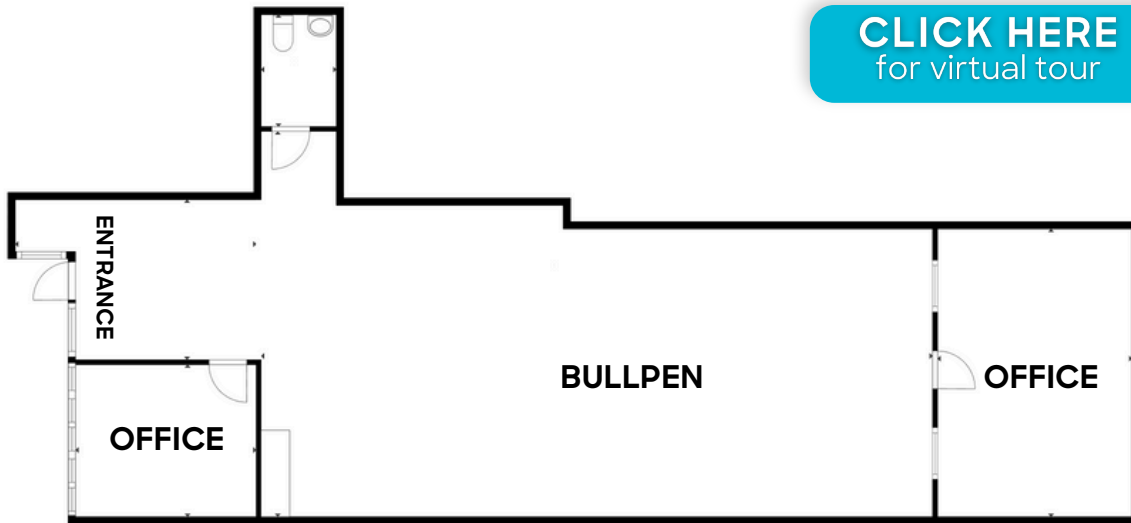 CLICK HERE
for virtual tour
ENTRANCE
BULLPEN
OFFICE
OFFICE